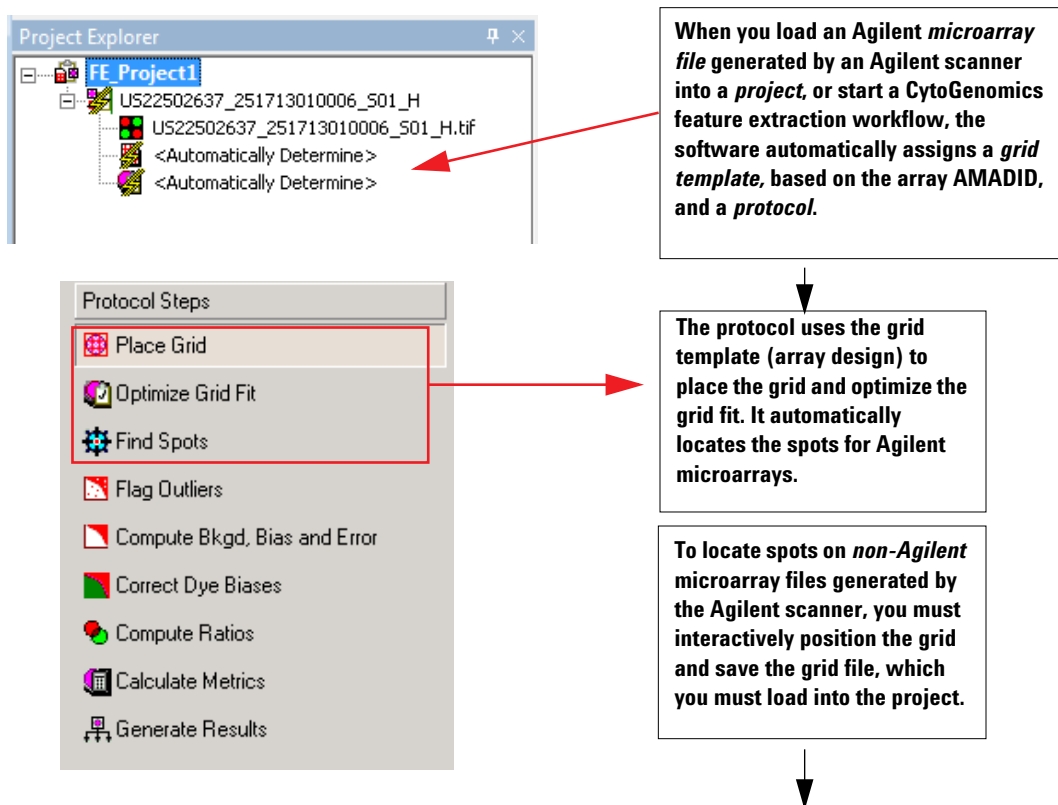 Project Explorer
FE_Project1
US22502637_251713010006_S01_H
US22502637_251713010006_S01_H.tif
<Automatically Determine>
<Automatically Determine>
When you load an Agilent microarray
file generated by an Agilent scanner
into a project, or start a CytoGenomics
feature extraction workflow, the
software automatically assigns a grid
template, based on the array AMADID,
and a protocol.
Protocol Steps
Place Grid
Optimize Grid Fit
Find Spots
Flag Outliers
Compute Bkgd, Bias and Error
Correct Dye Biases
Compute Ratios
Calculate Metrics
Generate Results
The protocol uses the grid
template (array design) to
place the grid and optimize the
grid fit. It automatically
locates the spots for Agilent
microarrays.
To locate spots on non-Agilent
microarray files generated by
the Agilent scanner, you must
interactively position the grid
and save the grid file, which
you must load into the project.